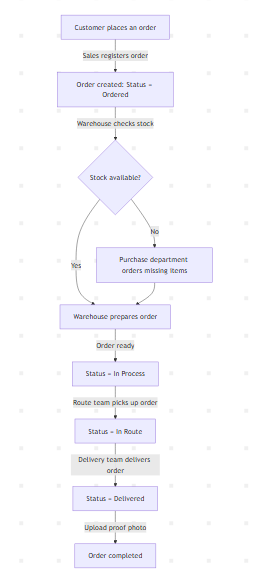 Customer places an order
Sales registers order
Order created: Status =
Ordered
Warehouse checks stock
Stock available?
No
Purchase department
orders missing items
Yes
Warehouse prepares order
Order ready
Status = In Process
Route team picks up order
Status = In Route
Delivery team delivers
order
Status = Delivered
Upload proof photo
Order completed